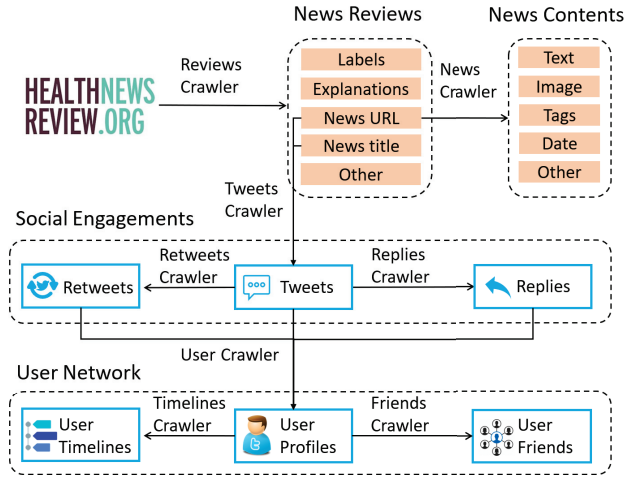 News Reviews
News Contents
HEALTHNEWS
REVIEW.ORG
Reviews
Crawler
Labels
Explanations
News URL
News title
Other
News
Crawler
Text
Image
Tags
Date
Other
Tweets
Crawler
Social Engagements
Retweets
Retweets
Crawler
Tweets
Replies
Crawler
Replies
User Crawler
User Network
User
Timelines
Timelines
Crawler
User
Profiles
Friends
Crawler
User
Friends